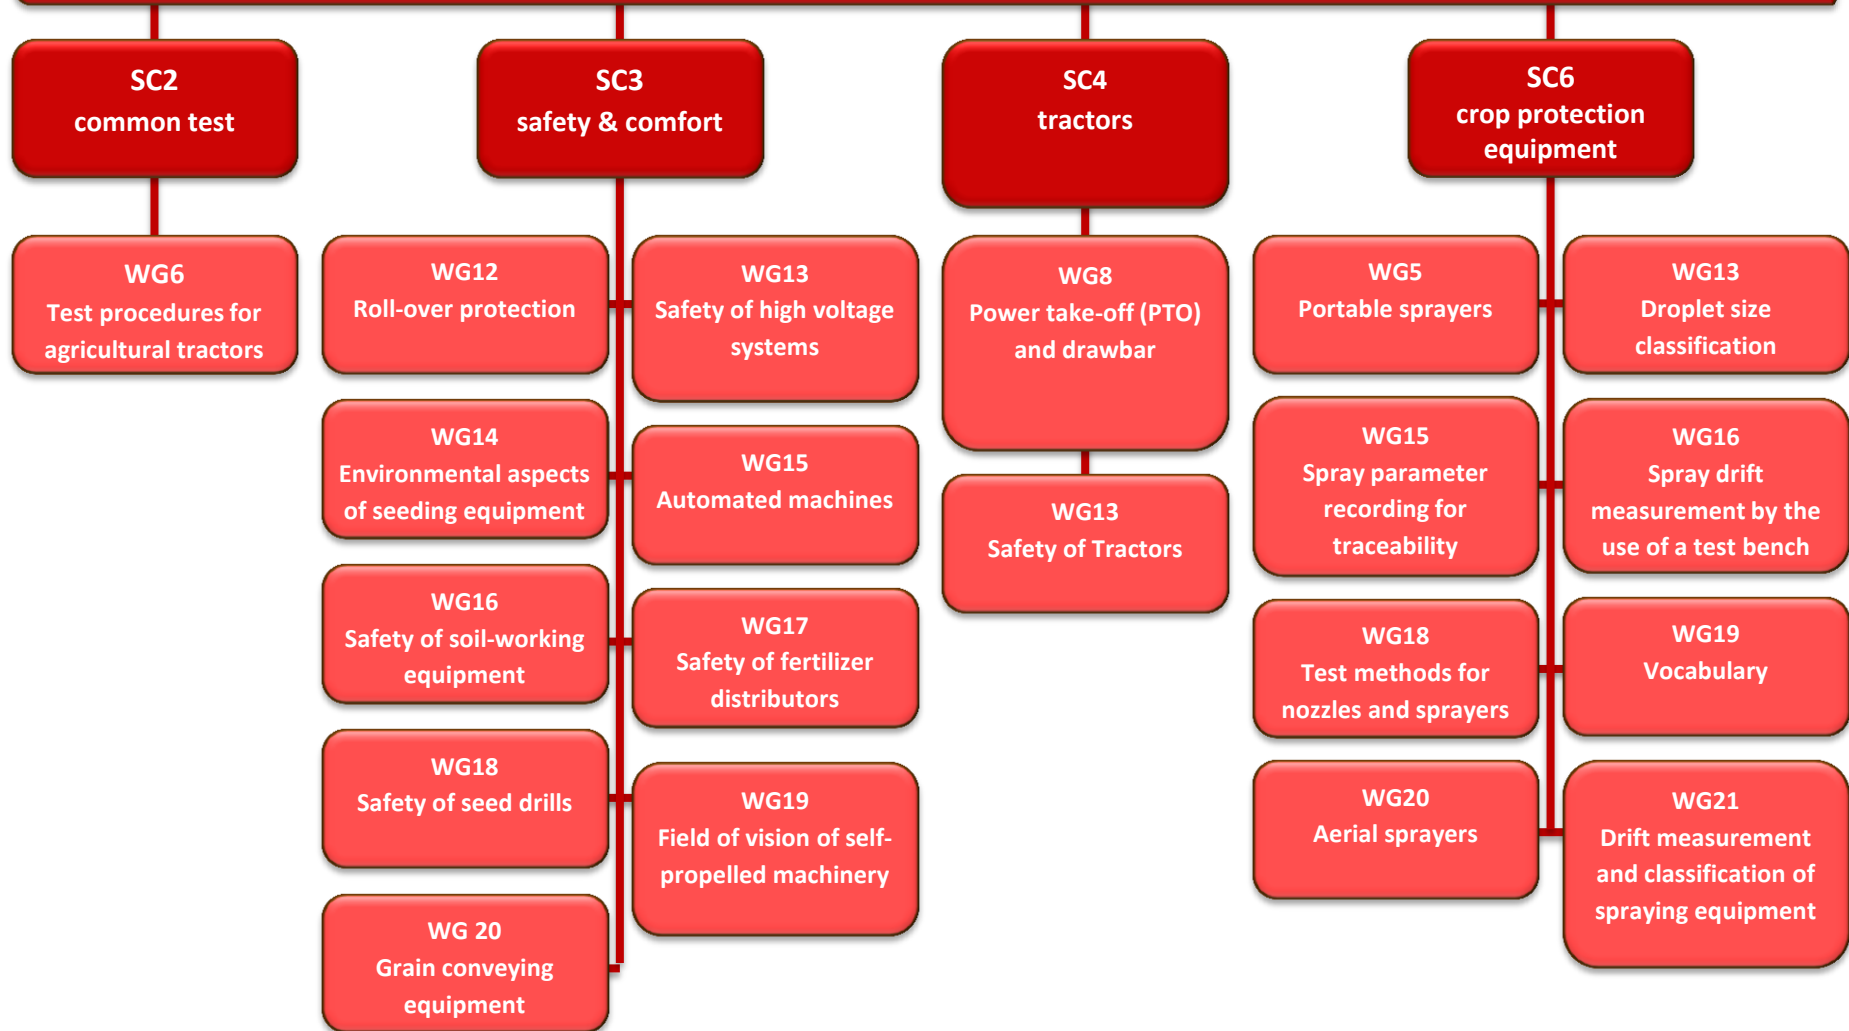 SC2
common test
SC3
safety & comfort
SC4
tractors
SC6
crop protection
equipment
WG6
Test procedures for
agricultural tractors
WG12
Roll-over protection
WG13
Safety of high voltage
systems
WG14
Environmental aspects
of seeding equipment
WG15
Automated machines
WG16
Safety of soil-working
equipment
WG17
Safety of fertilizer
distributors
WG18
Safety of seed drills
WG19
Field of vision of self-
propelled machinery
WG 20
Grain conveying
equipment
WG8
Power take-off (PTO)
and drawbar
WG13
Safety of Tractors
WG5
Portable sprayers
WG13
Droplet size
classification
WG15
Spray parameter
recording for
traceability
WG16
Spray drift
measurement by the
use of a test bench
WG18
Test methods for
nozzles and sprayers
WG19
Vocabulary
WG20
Aerial sprayers
WG21
Drift measurement
and classification of
spraying equipment